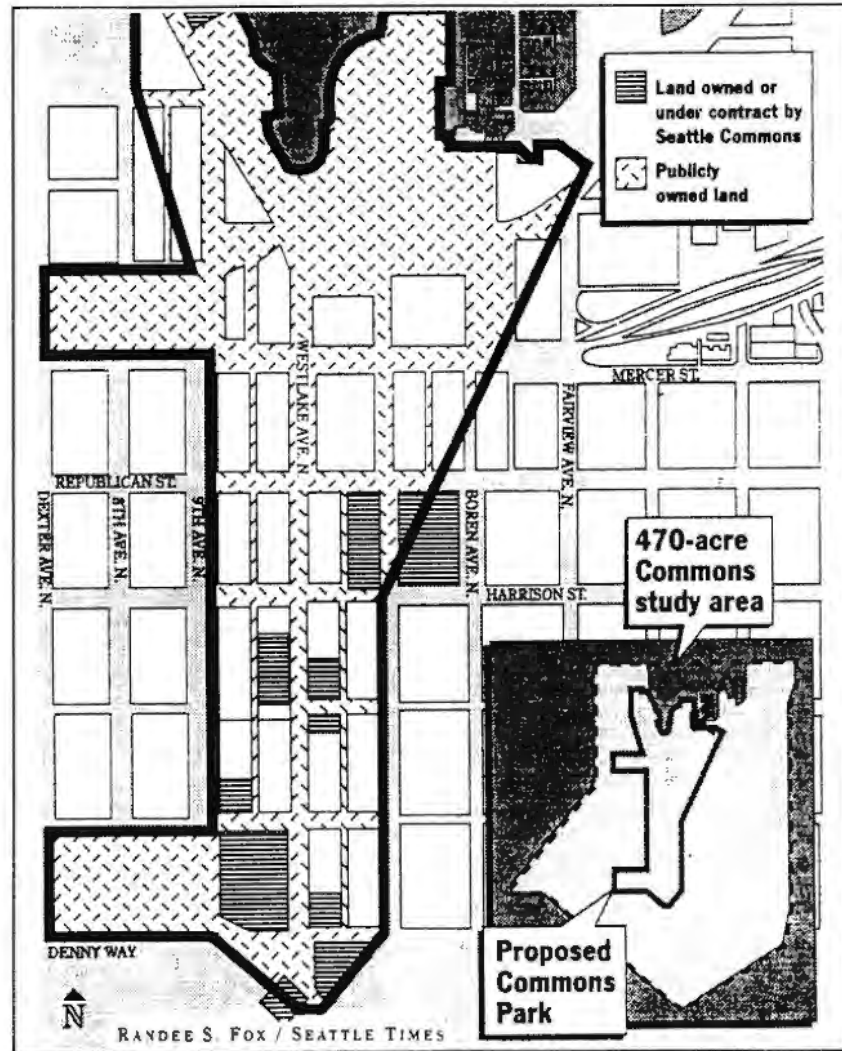 Land owned or
under contract by
Seattle Commons
Publicly
owned land
WESTLAKE AVE. N.
MERCER ST.
FAIRVIEW AVE. N.
REPUBLICAN ST.
DEXTER AVE. N.
8TH AVE. N.
9TH AVE. N.
BOREN AVE. N.
HARRISON ST.
470-acre
Commons
study area
Proposed
Commons
Park
DENNY WAY
N
RANDEE S. FOX / SEATTLE TIMES